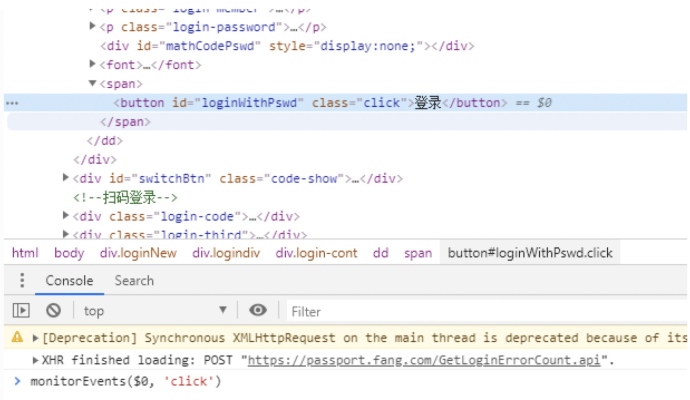 <p class="login-member">…</p>
<p class="login-password">…</p>
<div id="mathCodePswd" style="display:none;"></div>
<font>…</font>
<span>
<button id="loginWithPswd" class="click">登录</button> == $0
</span>
</dd>
</div>
<div id="switchBtn" class="code-show">…</div>
<!--扫码登录-->
<div class="login-code">…</div>
<div class="login-third">…</div>
html body div.loginNew div.logindiv div.login-cont dd span button#loginWithPswd.click
Console Search
top Filter
[Deprecation] Synchronous XMLHttpRequest on the main thread is deprecated because of its
XHR finished loading: POST "https://passport.fang.com/GetLoginErrorCount.api".
> monitorEvents($0, 'click')